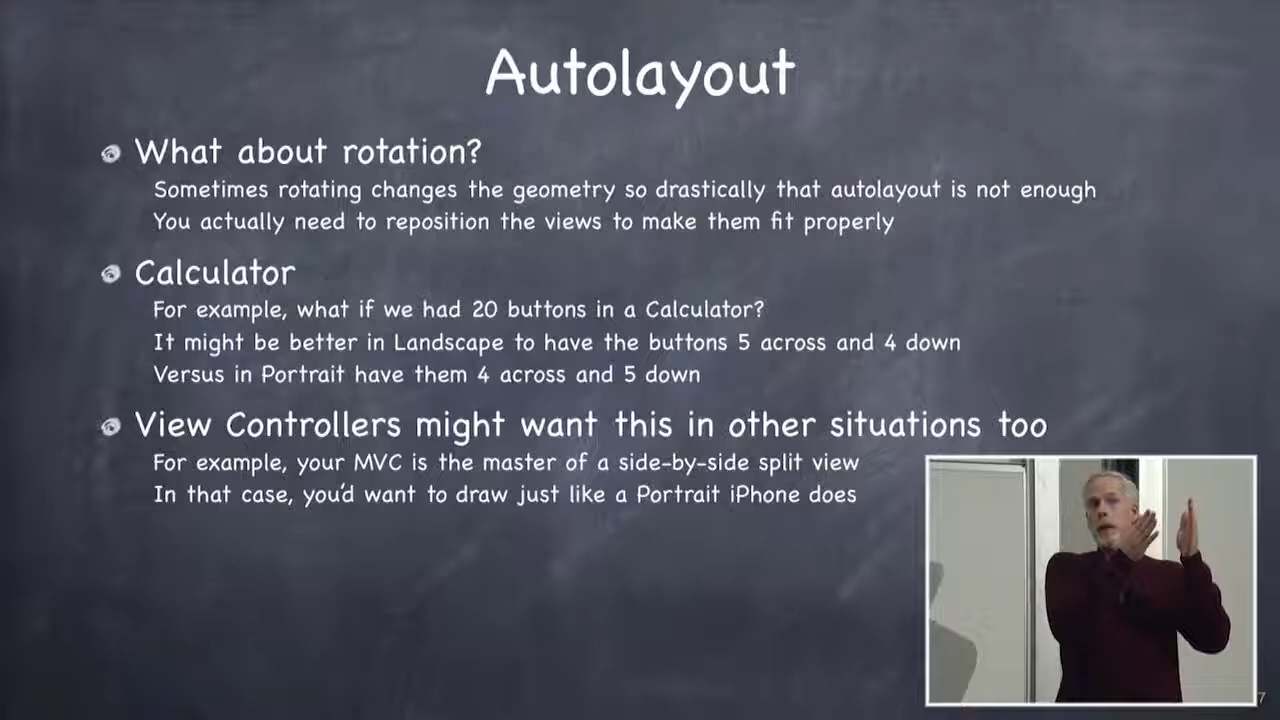 Autolayout
What about rotation?
Sometimes rotating changes the geometry so drastically that autolayout is not enough
You actually need to reposition the views to make them fit properly
Calculator
For example, what if we had 20 buttons in a Calculator?
It might be better in Landscape to have the buttons 5 across and 4 down
Versus in Portrait have them 4 across and 5 down
View Controllers might want this in other situations too
For example, your MVC is the master of a side-by-side split view
In that case, you'd want to draw just like a Portrait iPhone does